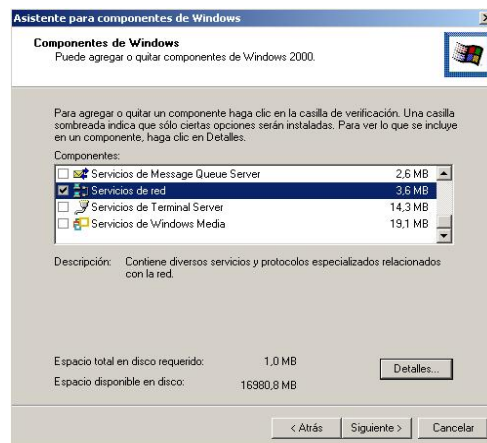 Asistente para componentes de Windows
Componentes de Windows
Puede agregar o quitar componentes de Windows 2000.
Para agregar o quitar un componente haga clic en la casilla de verificación. Una casilla
sombreada indica que sólo ciertas opciones serán instaladas. Para ver lo que se incluye
en un componente, haga clic en Detalles.
Componentes:
Servicios de Message Queue Server 2,6 MB
Servicios de red 3,6 MB
Servicios de Terminal Server 14,3 MB
Servicios de Windows Media 19,1 MB
Descripción: Contiene diversos servicios y protocolos especializados relacionados
con la red.
Espacio total en disco requerido: 1,0 MB
Espacio disponible en disco: 16980,8 MB
Detalles...
< Atrás Siguiente > Cancelar